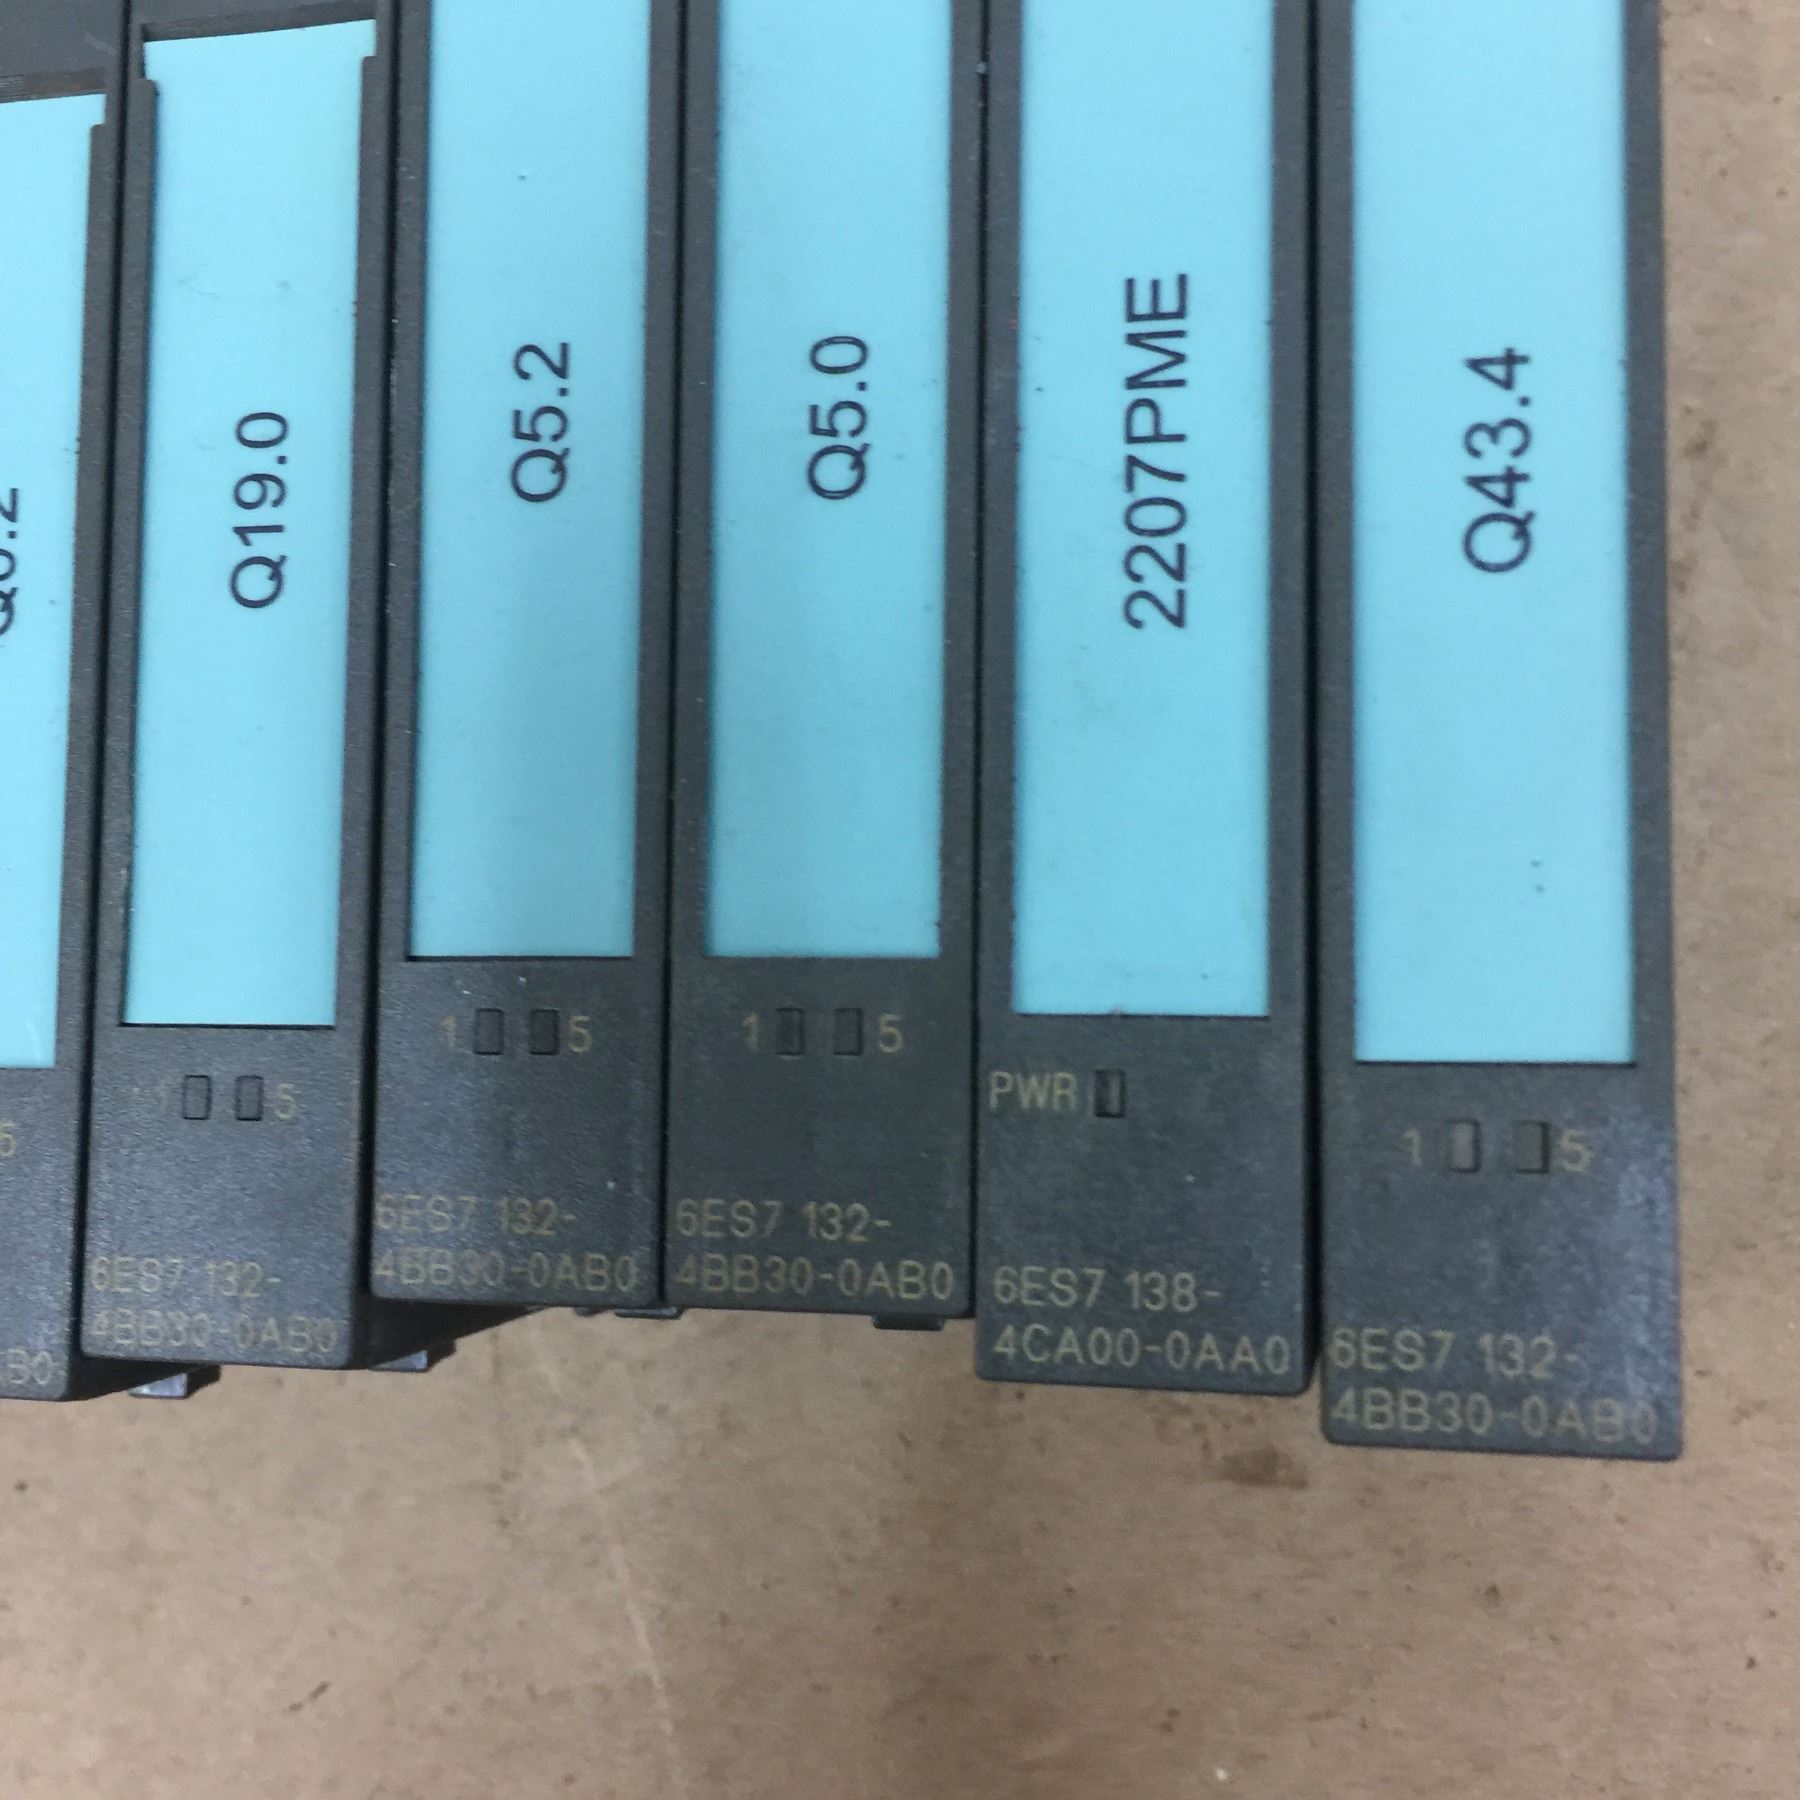 Q19.0
1 5
6ES7 132-
4BB30-0AB0
Q5.2
1 5
6ES7 132-
4BB30-0AB0
Q5.0
1 5
6ES7 132-
4BB30-0AB0
2207PME
PWR
6ES7 138-
4CA00-0AA0
Q43.4
1 5
6ES7 132-
4BB30-0AB0